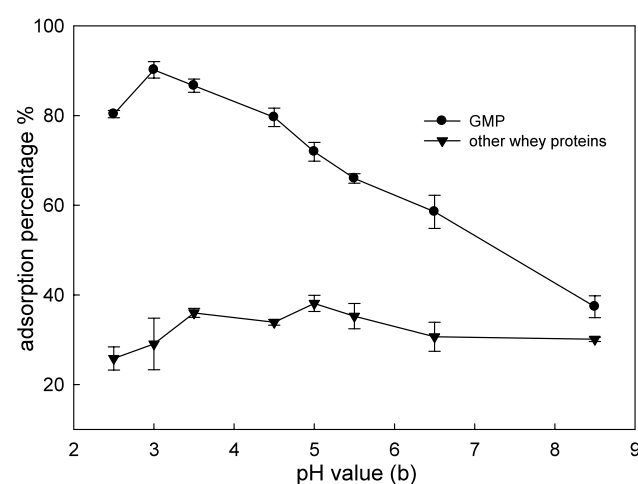 100
80
60
40
20
adsorption percentage %
GMP
other whey proteins
2 3 4 5 6 7 8 9
pH value (b)